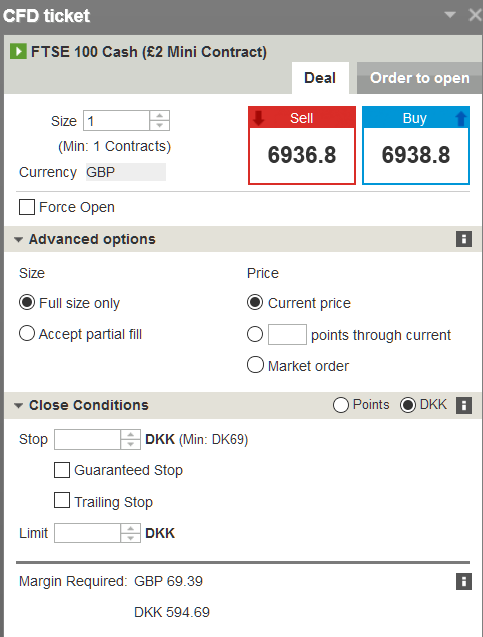 CFD ticket
FTSE 100 Cash (£2 Mini Contract)
Deal
Order to open
Size 1
(Min: 1 Contracts)
Currency GBP
Sell
6936.8
Buy
6938.8
Force Open
Advanced options
Size
Full size only
Accept partial fill
Price
Current price
points through current
Market order
Close Conditions
Points
DKK
Stop DKK (Min: DK69)
Guaranteed Stop
Trailing Stop
Limit DKK
Margin Required: GBP 69.39
DKK 594.69